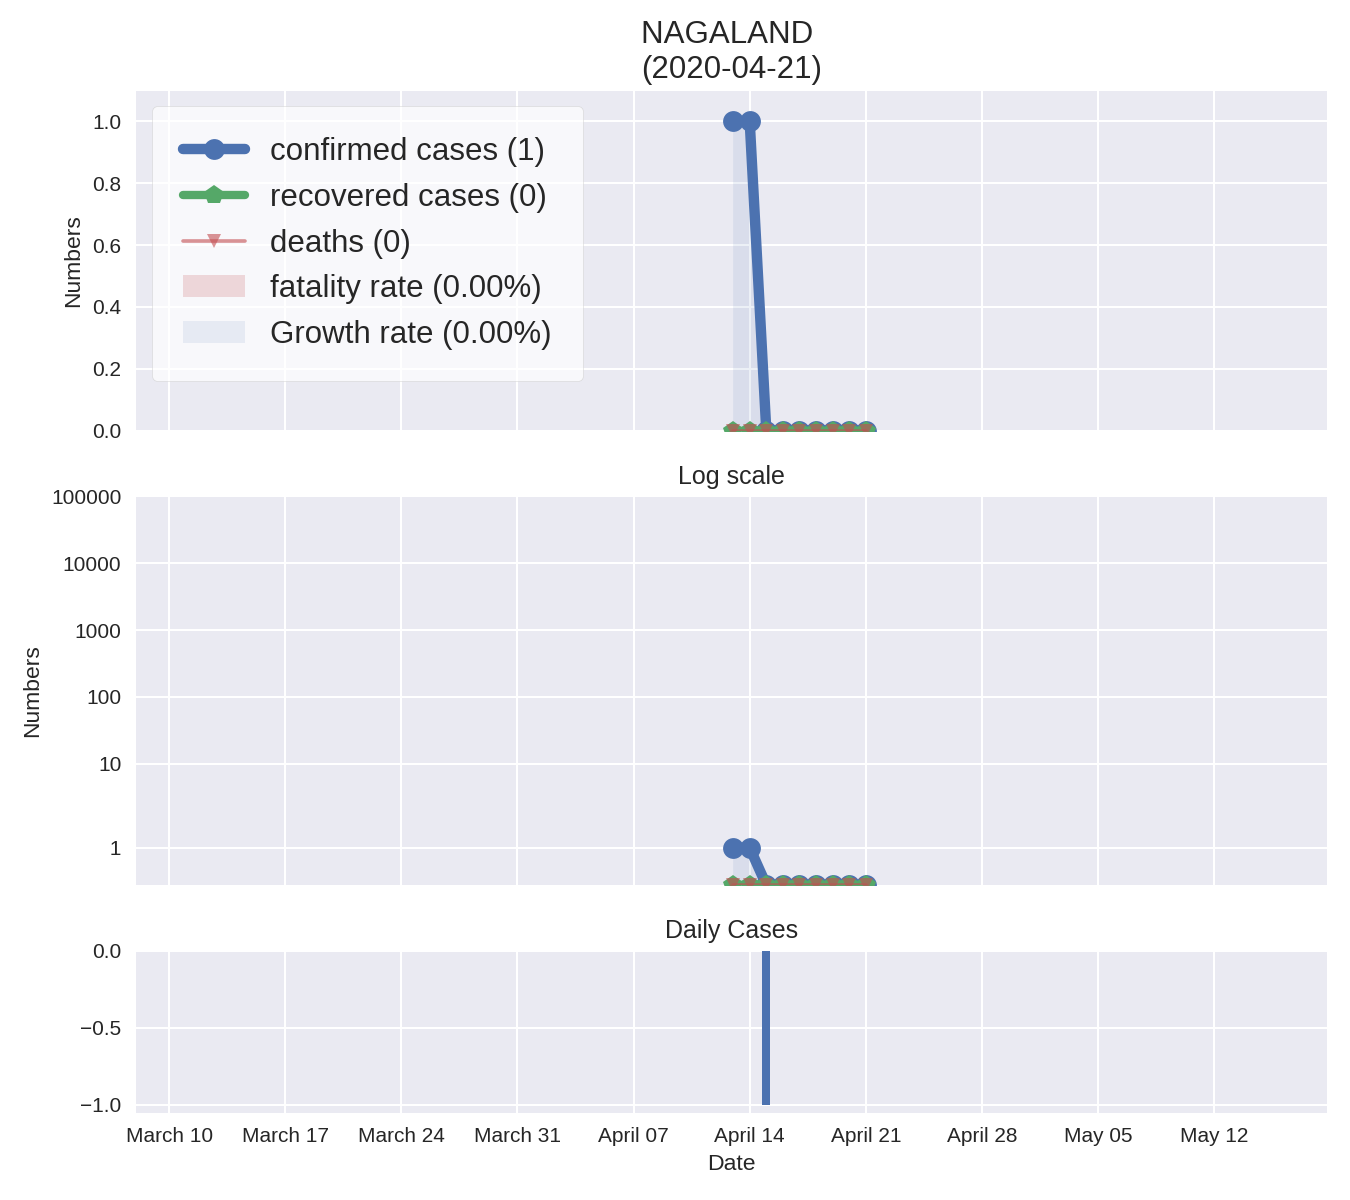 NAGALAND
(2020-04-21)
1.0
0.8
0.6
0.4
0.2
0.0
Numbers
confirmed cases (1)
recovered cases (0)
deaths (0)
fatality rate (0.00%)
Growth rate (0.00%)
Log scale
100000
10000
1000
100
10
1
Numbers
Daily Cases
0.0
−0.5
−1.0
March 10 March 17 March 24 March 31 April 07 April 14 April 21 April 28 May 05 May 12
Date